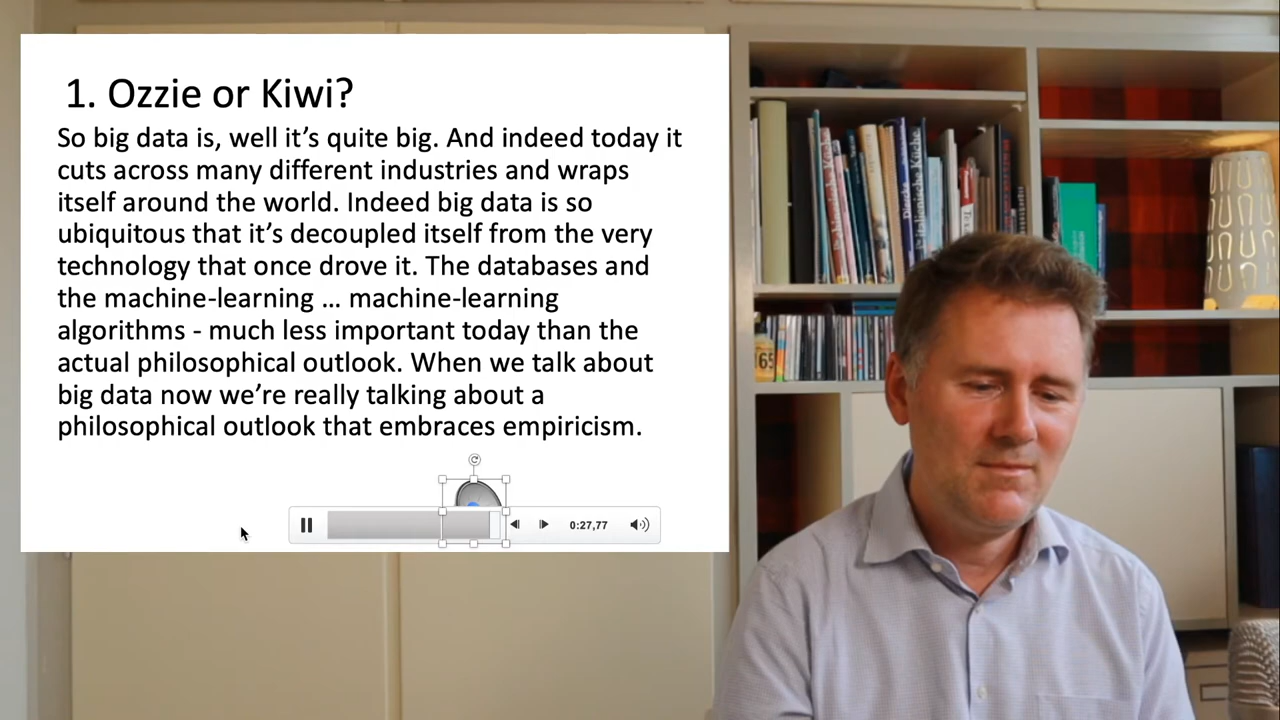 1. Ozzie or Kiwi?
So big data is, well it’s quite big. And indeed today it
cuts across many different industries and wraps
itself around the world. Indeed big data is so
ubiquitous that it’s decoupled itself from the very
technology that once drove it. The databases and
the machine-learning … machine-learning
algorithms - much less important today than the
actual philosophical outlook. When we talk about
big data now we’re really talking about a
philosophical outlook that embraces empiricism.
0:27,77
Italienische Küche
Diercke
65